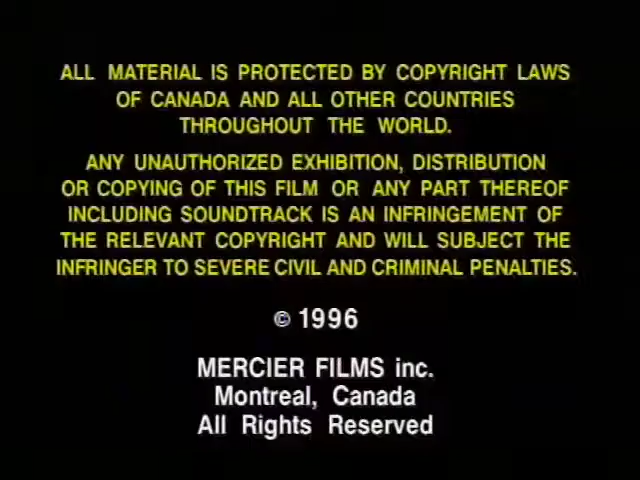 ALL MATERIAL IS PROTECTED BY COPYRIGHT LAWS
OF CANADA AND ALL OTHER COUNTRIES
THROUGHOUT THE WORLD.
ANY UNAUTHORIZED EXHIBITION, DISTRIBUTION
OR COPYING OF THIS FILM OR ANY PART THEREOF
INCLUDING SOUNDTRACK IS AN INFRINGEMENT OF
THE RELEVANT COPYRIGHT AND WILL SUBJECT THE
INFRINGER TO SEVERE CIVIL AND CRIMINAL PENALTIES.
© 1996
MERCIER FILMS inc.
Montreal, Canada
All Rights Reserved